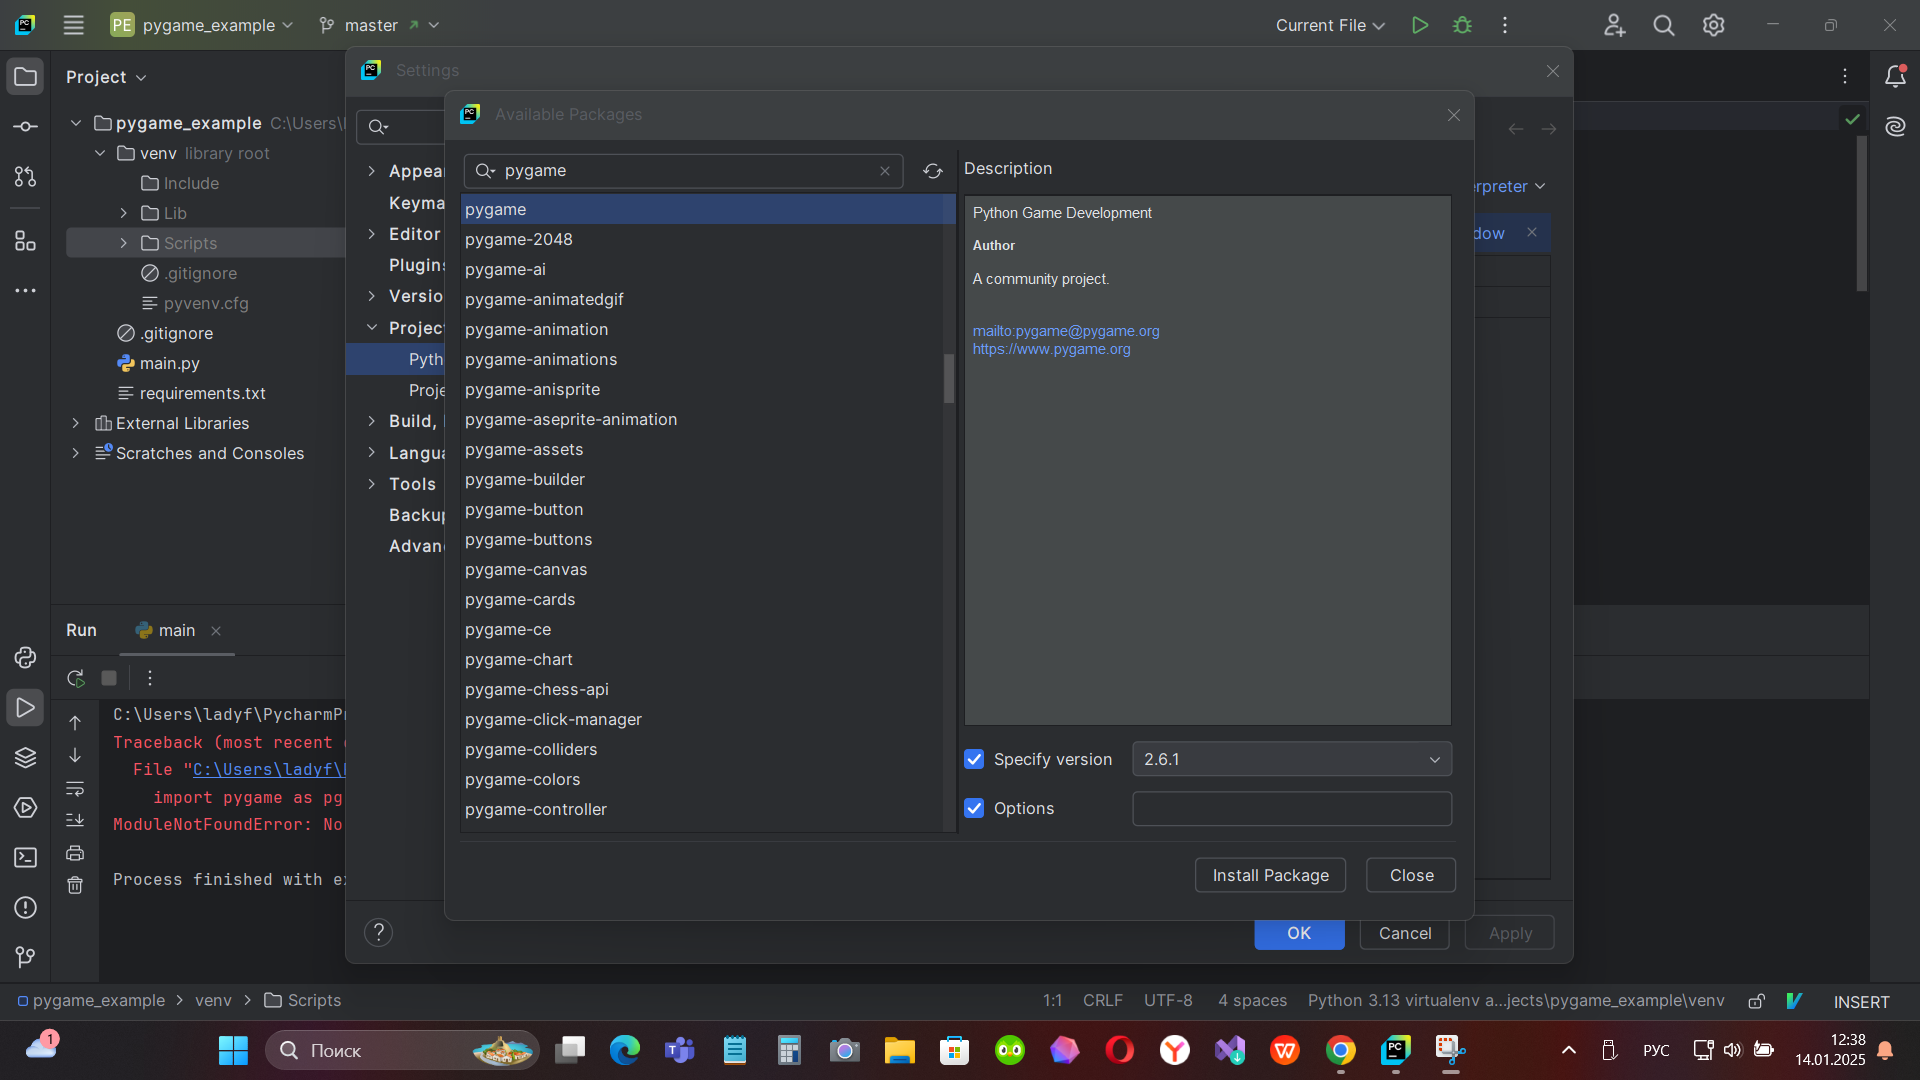 PE pygame_example
master
Current File
Project
pygame_example C:\Users\
venv library root
Include
Lib
Scripts
.gitignore
pyvenv.cfg
.gitignore
main.py
requirements.txt
External Libraries
Scratches and Consoles
Settings
Appea
Keyma
Editor
Plugins
Versio
Project
Pyth
Proje
Build,
Langua
Tools
Backup
Advan
erpreter
dow
Available Packages
pygame
pygame
pygame-2048
pygame-ai
pygame-animatedgif
pygame-animation
pygame-animations
pygame-anisprite
pygame-aseprite-animation
pygame-assets
pygame-builder
pygame-button
pygame-buttons
pygame-canvas
pygame-cards
pygame-ce
pygame-chart
pygame-chess-api
pygame-click-manager
pygame-colliders
pygame-colors
pygame-controller
Description
Python Game Development
Author
A community project.
mailto:pygame@pygame.org
https://www.pygame.org
Specify version 2.6.1
Options
Install Package Close
? OK Cancel Apply
Run main
C:\Users\ladyf\PycharmPr
Traceback (most recent
File "C:\Users\ladyf\
import pygame as pg
ModuleNotFoundError: No
Process finished with e
pygame_example > venv > Scripts
1:1 CRLF UTF-8 4 spaces Python 3.13 virtualenv a...jects\pygame_example\venv INSERT
1
Поиск
РУС
12:38
14.01.2025